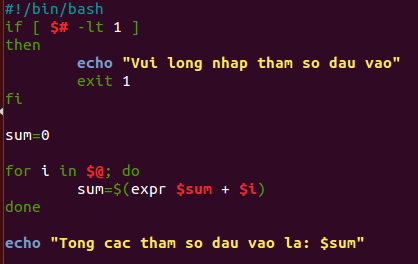 #!/bin/bash
if [ $# -lt 1 ]
then
        echo "Vui long nhap tham so dau vao"
        exit 1
fi

sum=0

for i in $@; do
        sum=$(expr $sum + $i)
done

echo "Tong cac tham so dau vao la: $sum"